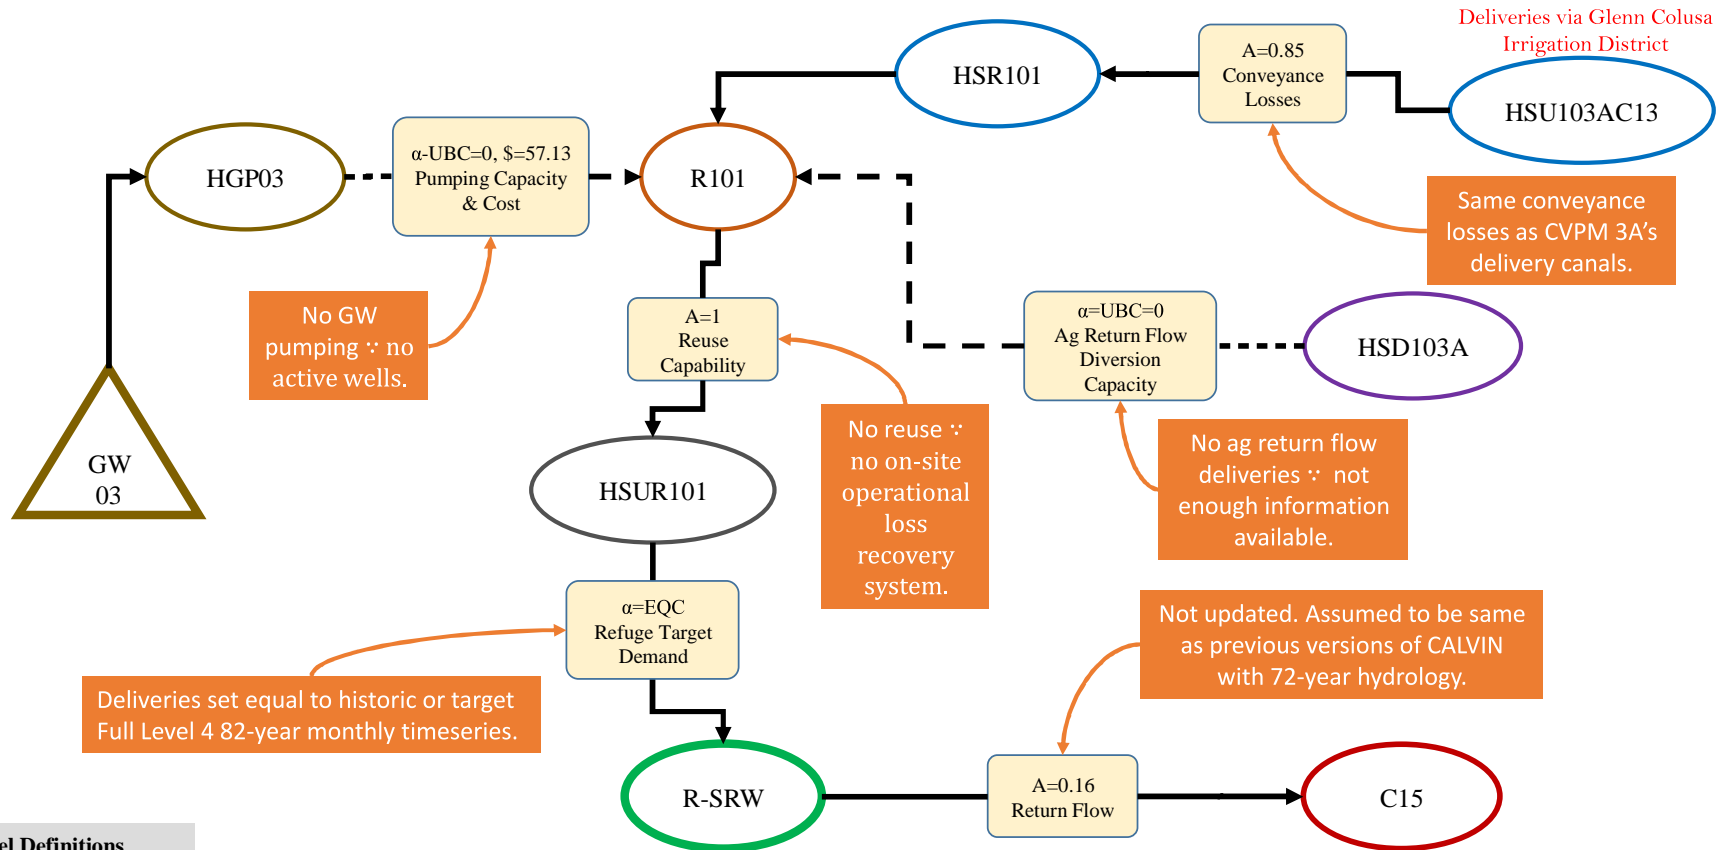 Deliveries via Glenn Colusa
Irrigation District
HSR101
A=0.85
Conveyance
Losses
HSU103AC13
HGP03
α-UBC=0, $=57.13
Pumping Capacity
& Cost
R101
Same conveyance
losses as CVPM 3A’s
delivery canals.
No GW
pumping ∵ no
active wells.
A=1
Reuse
Capability
α=UBC=0
Ag Return Flow
Diversion
Capacity
HSD103A
GW
03
HSUR101
No reuse ∵
no on-site
operational
loss
recovery
system.
No ag return flow
deliveries ∵ not
enough information
available.
α=EQC
Refuge Target
Demand
Not updated. Assumed to be same
as previous versions of CALVIN
with 72-year hydrology.
Deliveries set equal to historic or target
Full Level 4 82-year monthly timeseries.
R-SRW
A=0.16
Return Flow
C15
el Definitions